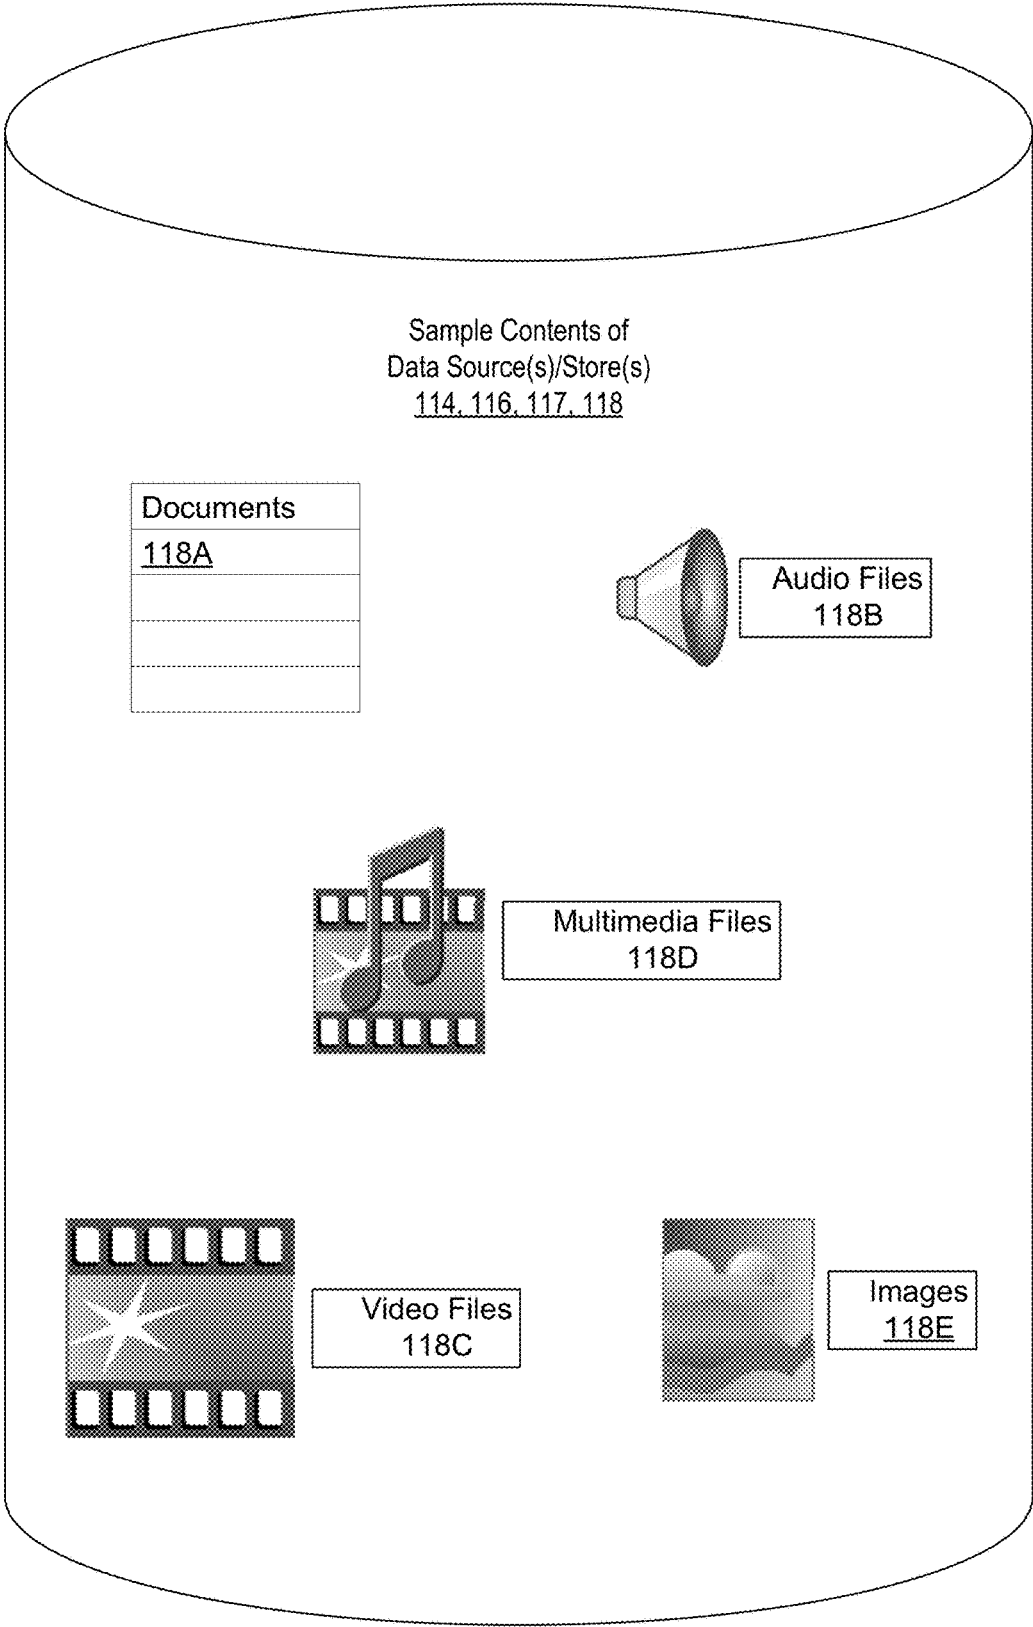 Sample Contents of
Data Source(s)/Store(s)
114, 116, 117, 118
Documents
118A
Audio Files
118B
Multimedia Files
118D
Video Files
118C
Images
118E